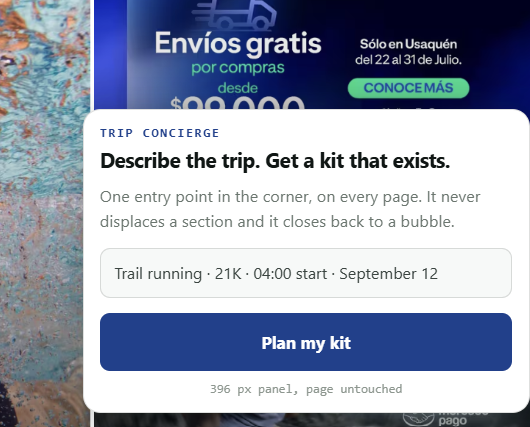 Envíos gratis
por compras
desde
$99.000
Sólo en Usaquén
del 22 al 31 de Julio.
CONOCE MÁS
TRIP CONCIERGE
Describe the trip. Get a kit that exists.
One entry point in the corner, on every page. It never
displaces a section and it closes back to a bubble.
Trail running · 21K · 04:00 start · September 12
Plan my kit
396 px panel, page untouched
pago